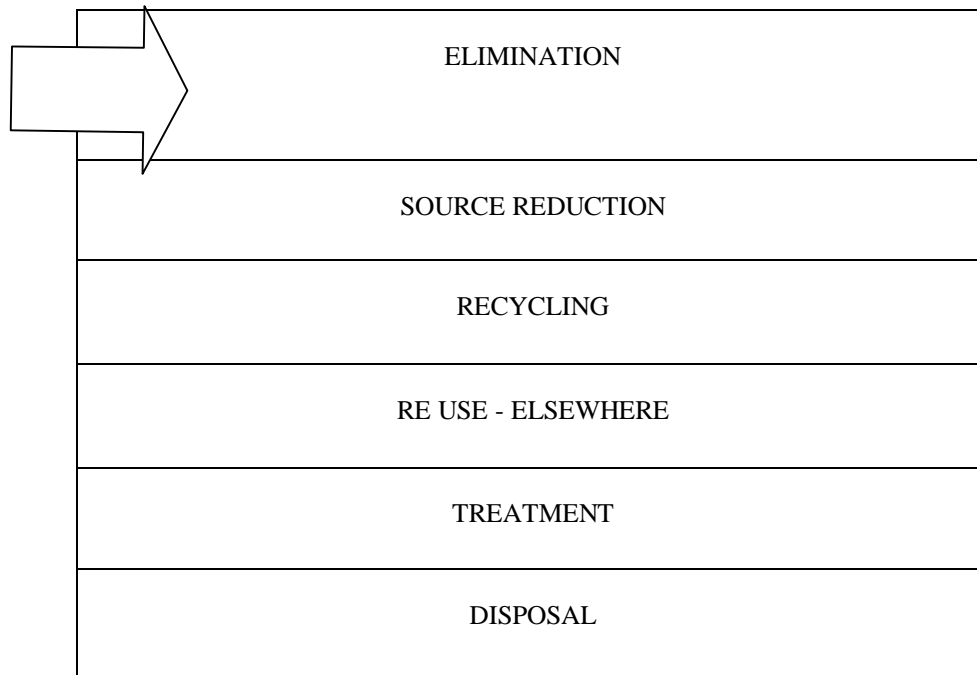 ELIMINATION
SOURCE REDUCTION
RECYCLING
RE USE - ELSEWHERE
TREATMENT
DISPOSAL